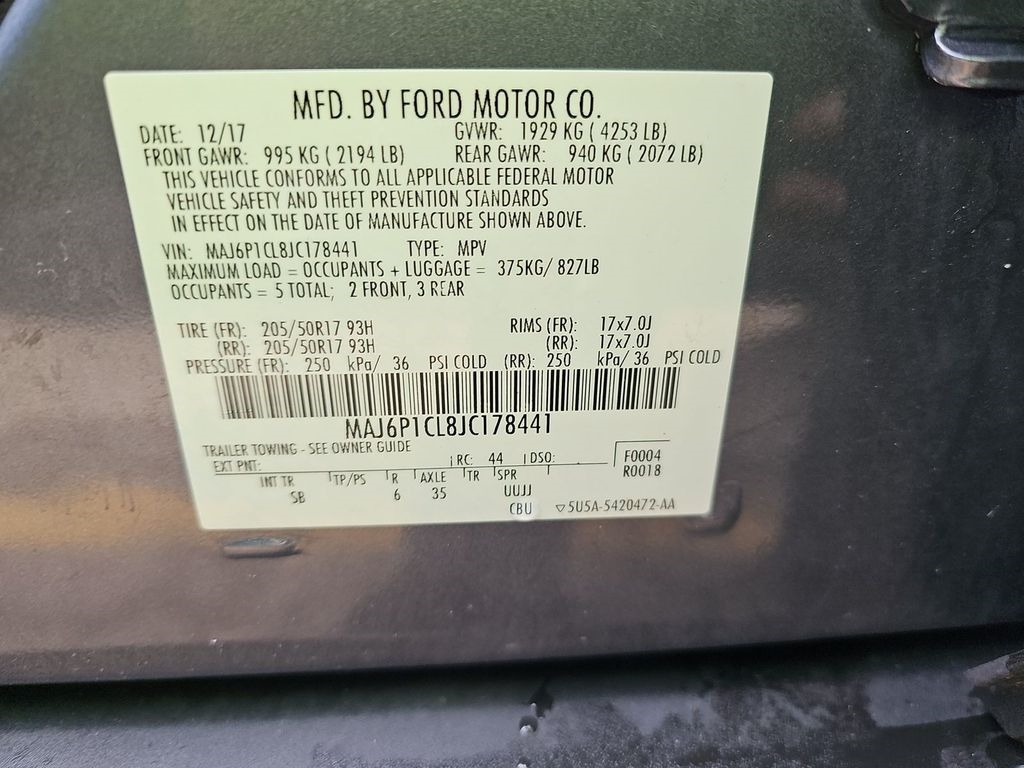 MFD. BY FORD MOTOR CO.
DATE: 12/17 GVWR: 1929 KG ( 4253 LB)
FRONT GAWR: 995 KG ( 2194 LB) REAR GAWR: 940 KG ( 2072 LB)
THIS VEHICLE CONFORMS TO ALL APPLICABLE FEDERAL MOTOR
VEHICLE SAFETY AND THEFT PREVENTION STANDARDS
IN EFFECT ON THE DATE OF MANUFACTURE SHOWN ABOVE.
VIN: MAJ6P1CL8JC178441 TYPE: MPV
MAXIMUM LOAD = OCCUPANTS + LUGGAGE = 375KG/ 827LB
OCCUPANTS = 5 TOTAL; 2 FRONT, 3 REAR
TIRE (FR): 205/50R17 93H RIMS (FR): 17x7.0J
(RR): 205/50R17 93H (RR): 17x7.0J
PRESSURE (FR): 250 kPa/ 36 PSI COLD (RR): 250 kPa/ 36 PSI COLD
MAJ6P1CL8JC178441
TRAILER TOWING - SEE OWNER GUIDE
EXT PNT: RC: 44 DSO: F0004
R0018
INT TR TP/PS R AXLE TR SPR
SB 6 35 UUJJ
CBU ▽5U5A-5420472-AA